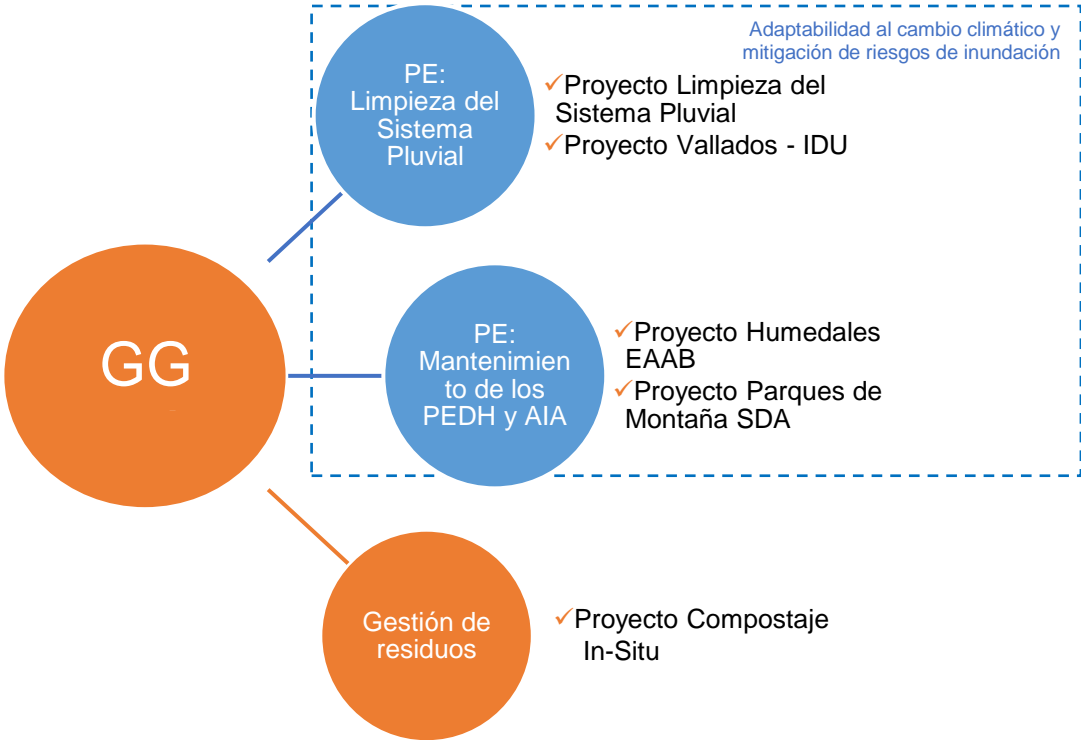 Adaptabilidad al cambio climático y
mitigación de riesgos de inundación
PE:
Limpieza del
Sistema
Pluvial
✓Proyecto Limpieza del
Sistema Pluvial
✓Proyecto Vallados - IDU
GG
PE:
Mantenimien
to de los
PEDH y AIA
✓Proyecto Humedales
EAAB
✓Proyecto Parques de
Montaña SDA
Gestión de
residuos
✓Proyecto Compostaje
In-Situ